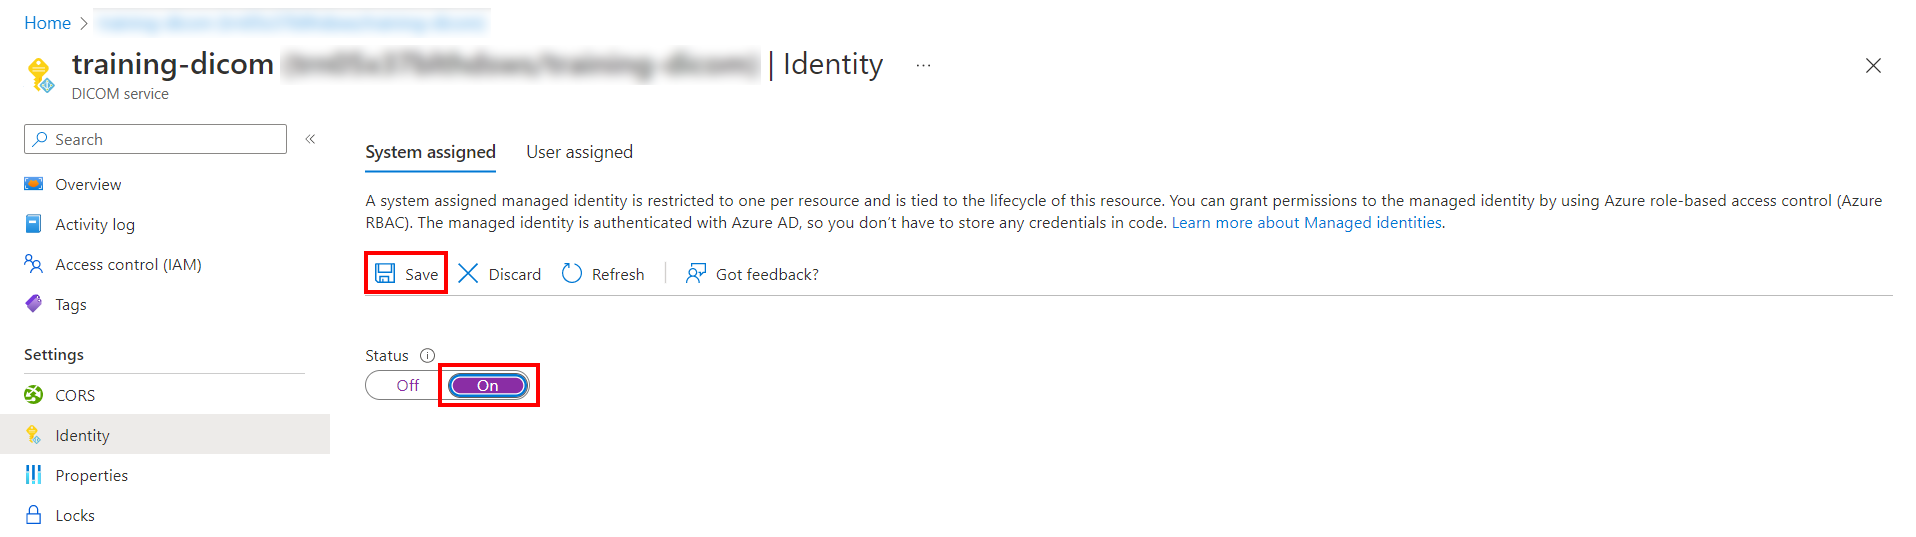 Home >
training-dicom | Identity ...
DICOM service
Search «
Overview
Activity log
Access control (IAM)
Tags
Settings
CORS
Identity
Properties
Locks
System assigned User assigned
A system assigned managed identity is restricted to one per resource and is tied to the lifecycle of this resource. You can grant permissions to the managed identity by using Azure role-based access control (Azure
RBAC). The managed identity is authenticated with Azure AD, so you don't have to store any credentials in code. Learn more about Managed identities.
Save Discard Refresh Got feedback?
Status
Off On